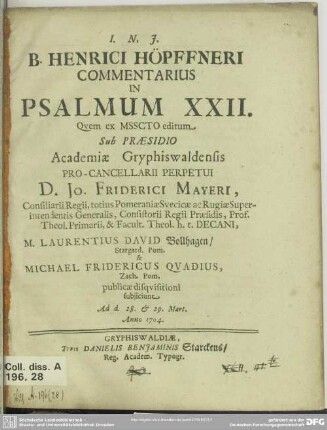 I. N. J.
B. HENRICI HÖPFFNERI
COMMENTARIUS
IN
PSALMUM XXII.
Qvem ex MSSCTO editum
Sub PRÆSIDIO
Academiæ Gryphiswaldensis
PRO-CANCELLARII PERPETUI
D. JO. FRIDERICI MAYERI,
Consiliarii Regii, totius Pomeraniæ Svecicæ ac Rugiæ Super-
intendentis Generalis, Consistorii Regii Præsidis, Prof.
Theol. Primarii, & Facult. Theol. h. t. DECANI,
M. LAURENTIUS DAVID Bollhagen/
Stargard. Pom.
&
MICHAEL FRIDERICUS QVADIUS,
Zach. Pom.
publicæ disqvisitioni
subjiciunt
Ad d. 28. & 29. Mart.
Anno 1704.
GRYPHISWALDIÆ,
Typis DANIELIS BENJAMINIS Starckens/
Reg. Academ. Typogr.
Coll. diss. A
196, 28